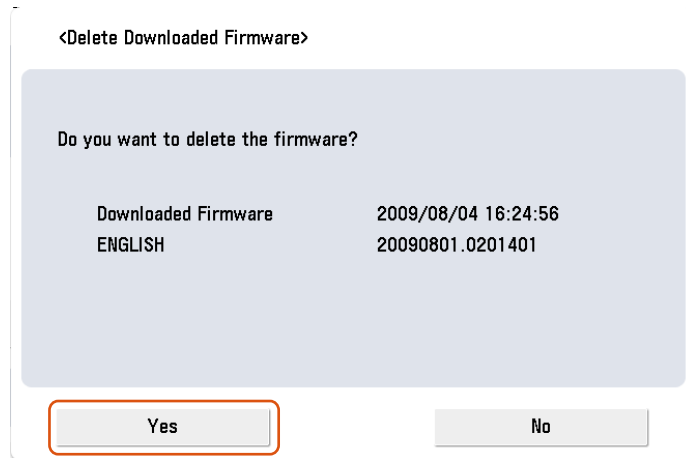 <Delete Downloaded Firmware>
Do you want to delete the firmware?
Downloaded Firmware 2009/08/04 16:24:56
ENGLISH 20090801.0201401
Yes No